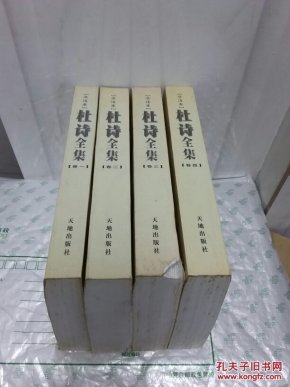 杜诗全集
【卷一】
天地出版社
杜诗全集
【卷二】
天地出版社
杜诗全集
【卷三】
天地出版社
杜诗全集
【卷四】
天地出版社
孔夫子旧书网